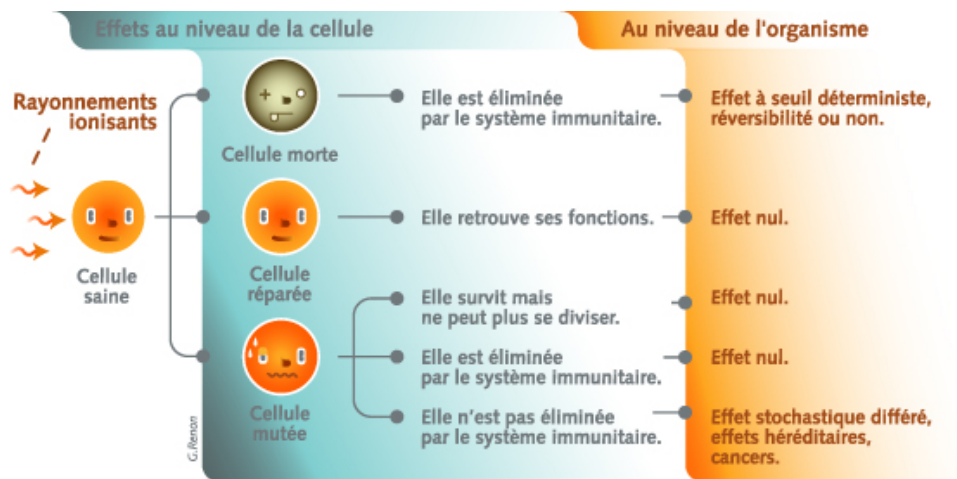 Effets au niveau de la cellule
Au niveau de l'organisme
Rayonnements
ionisants
Cellule
saine
Cellule morte
Elle est éliminée
par le système immunitaire.
Effet à seuil déterministe,
réversibilité ou non.
Cellule
réparée
Elle retrouve ses fonctions.
Effet nul.
Cellule
mutée
Elle survit mais
ne peut plus se diviser.
Effet nul.
Elle est éliminée
par le système immunitaire.
Effet nul.
Elle n'est pas éliminée
par le système immunitaire.
Effet stochastique différé,
effets héréditaires,
cancers.
G.Renon